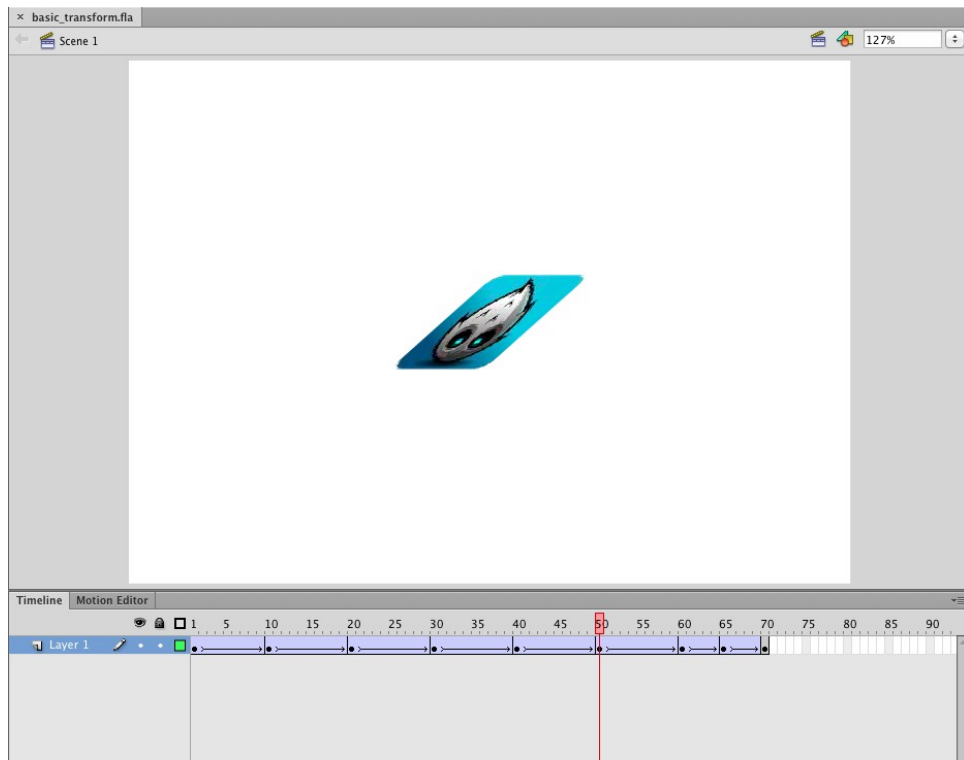 × basic_transform.fla
Scene 1
127%
Timeline Motion Editor
1 5 10 15 20 25 30 35 40 45 50 55 60 65 70 75 80 85 90
Layer 1